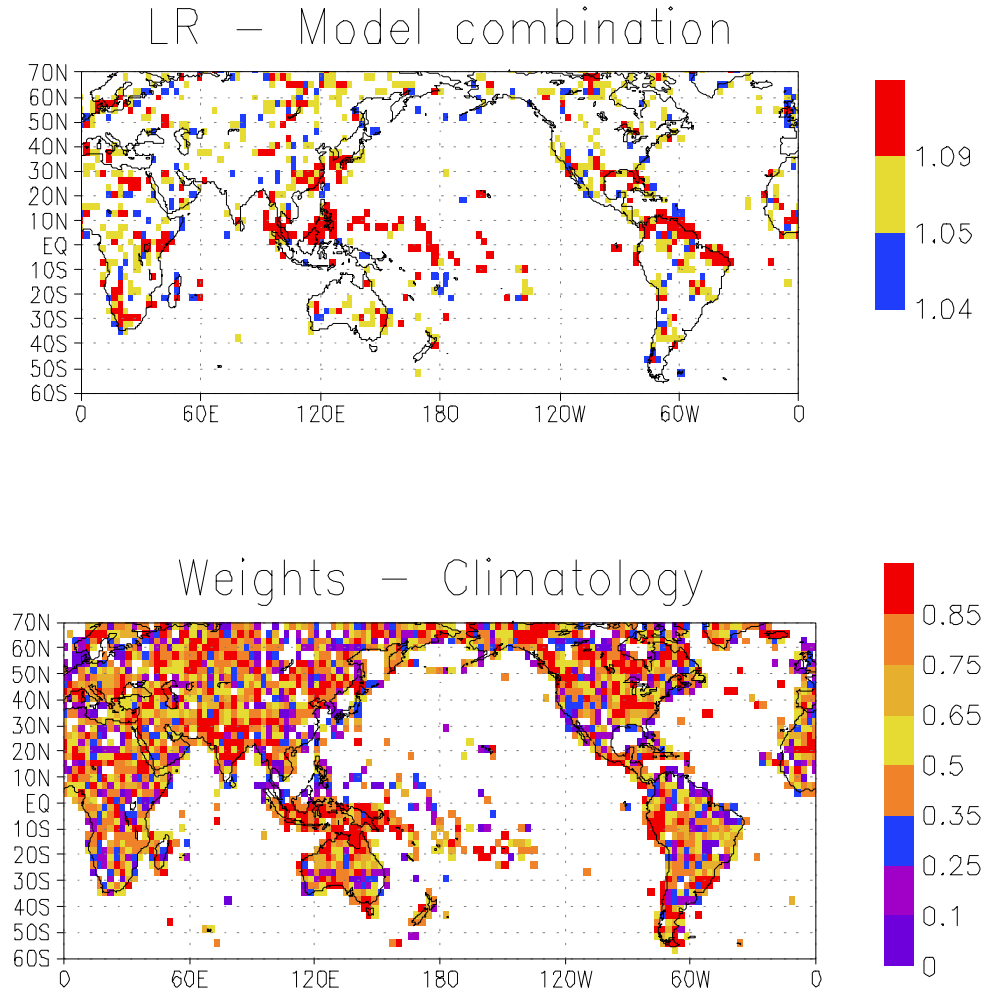 LR - Model combination
70N
60N
50N
40N
30N
20N
10N
EQ
10S
20S
30S
40S
50S
60S
0 60E 120E 180 120W 60W 0
1.09
1.05
1.04
Weights - Climatology
70N
60N
50N
40N
30N
20N
10N
EQ
10S
20S
30S
40S
50S
60S
0 60E 120E 180 120W 60W 0
0.85
0.75
0.65
0.5
0.35
0.25
0.1
0